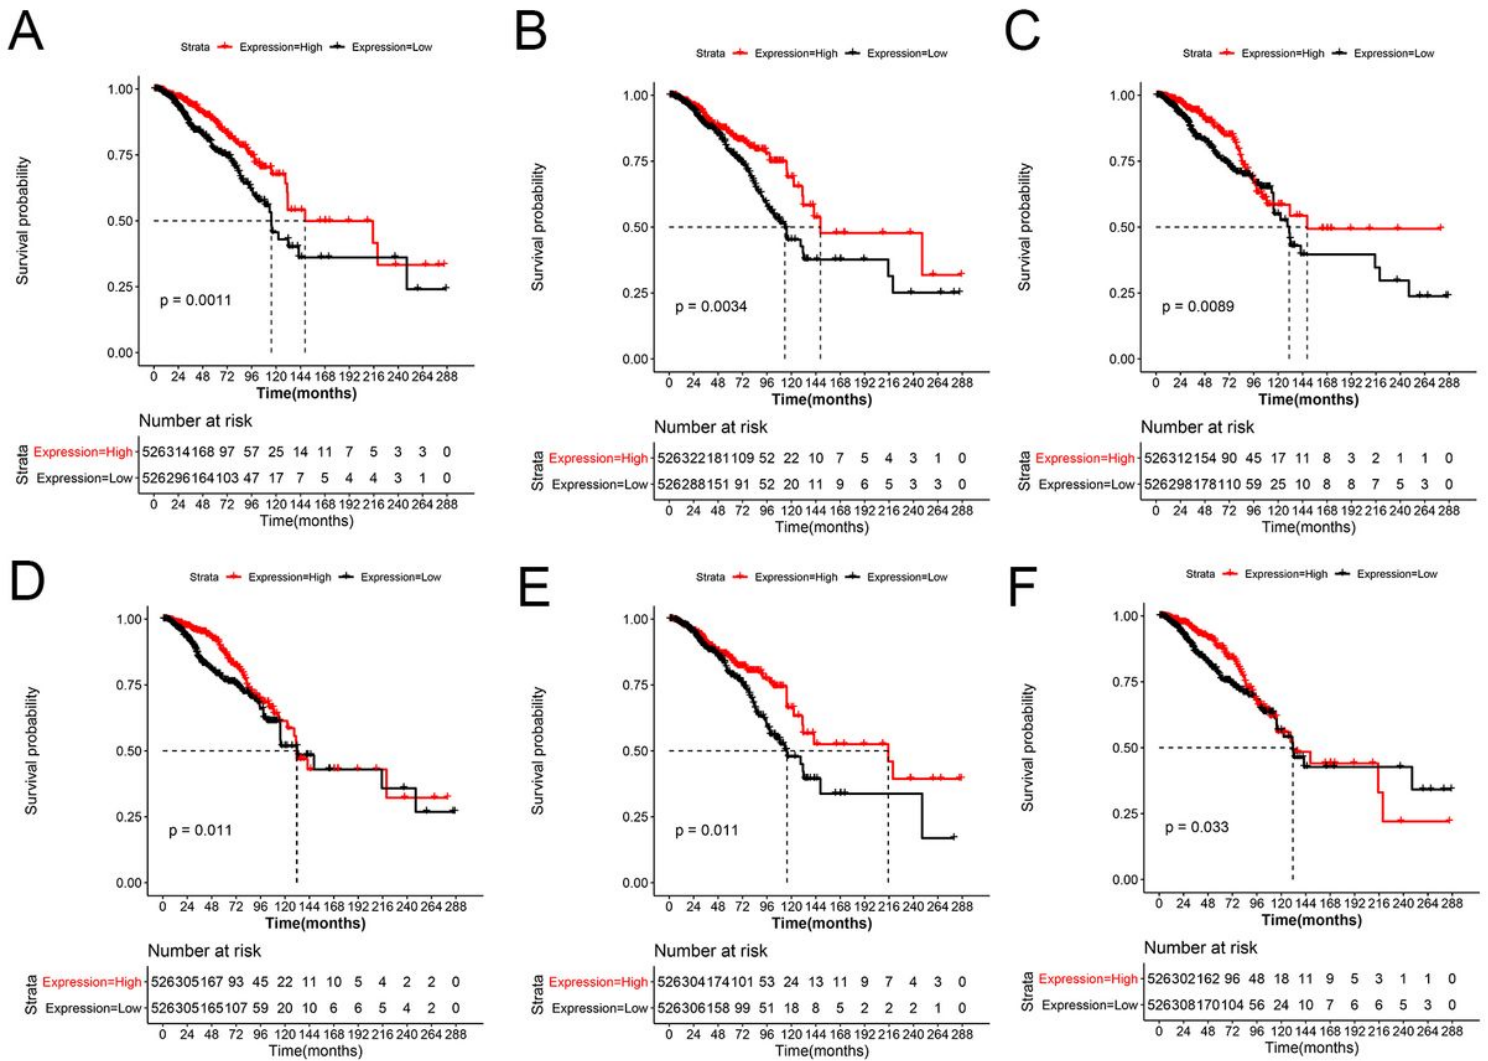 A
Strata Expression=High Expression=Low
Survival probability
1.00
0.75
0.50
0.25
0.00
p = 0.0011
0 24 48 72 96 120 144 168 192 216 240 264 288
Time(months)
Number at risk
Strata
Expression=High 526 314 168 97 57 25 14 11 7 5 3 3 0
Expression=Low 526 296 164 103 47 17 7 5 4 4 3 1 0
0 24 48 72 96 120 144 168 192 216 240 264 288
Time(months)
B
Strata Expression=High Expression=Low
Survival probability
1.00
0.75
0.50
0.25
0.00
p = 0.0034
0 24 48 72 96 120 144 168 192 216 240 264 288
Time(months)
Number at risk
Strata
Expression=High 526 322 181 109 52 22 10 7 5 4 3 1 0
Expression=Low 526 288 151 91 52 20 11 9 6 5 3 3 0
0 24 48 72 96 120 144 168 192 216 240 264 288
Time(months)
C
Strata Expression=High Expression=Low
Survival probability
1.00
0.75
0.50
0.25
0.00
p = 0.0089
0 24 48 72 96 120 144 168 192 216 240 264 288
Time(months)
Number at risk
Strata
Expression=High 526 312 154 90 45 17 11 8 3 2 1 1 0
Expression=Low 526 298 178 110 59 25 10 8 8 7 5 3 0
0 24 48 72 96 120 144 168 192 216 240 264 288
Time(months)
D
Strata Expression=High Expression=Low
Survival probability
1.00
0.75
0.50
0.25
0.00
p = 0.011
0 24 48 72 96 120 144 168 192 216 240 264 288
Time(months)
Number at risk
Strata
Expression=High 526 305 167 93 45 22 11 10 5 4 2 2 0
Expression=Low 526 305 165 107 59 20 10 6 6 5 4 2 0
0 24 48 72 96 120 144 168 192 216 240 264 288
Time(months)
E
Strata Expression=High Expression=Low
Survival probability
1.00
0.75
0.50
0.25
0.00
p = 0.011
0 24 48 72 96 120 144 168 192 216 240 264 288
Time(months)
Number at risk
Strata
Expression=High 526 304 174 101 53 24 13 11 9 7 4 3 0
Expression=Low 526 306 158 99 51 18 8 5 2 2 2 1 0
0 24 48 72 96 120 144 168 192 216 240 264 288
Time(months)
F
Strata Expression=High Expression=Low
Survival probability
1.00
0.75
0.50
0.25
0.00
p = 0.033
0 24 48 72 96 120 144 168 192 216 240 264 288
Time(months)
Number at risk
Strata
Expression=High 526 302 162 96 48 18 11 9 5 3 1 1 0
Expression=Low 526 308 170 104 56 24 10 7 6 6 5 3 0
0 24 48 72 96 120 144 168 192 216 240 264 288
Time(months)